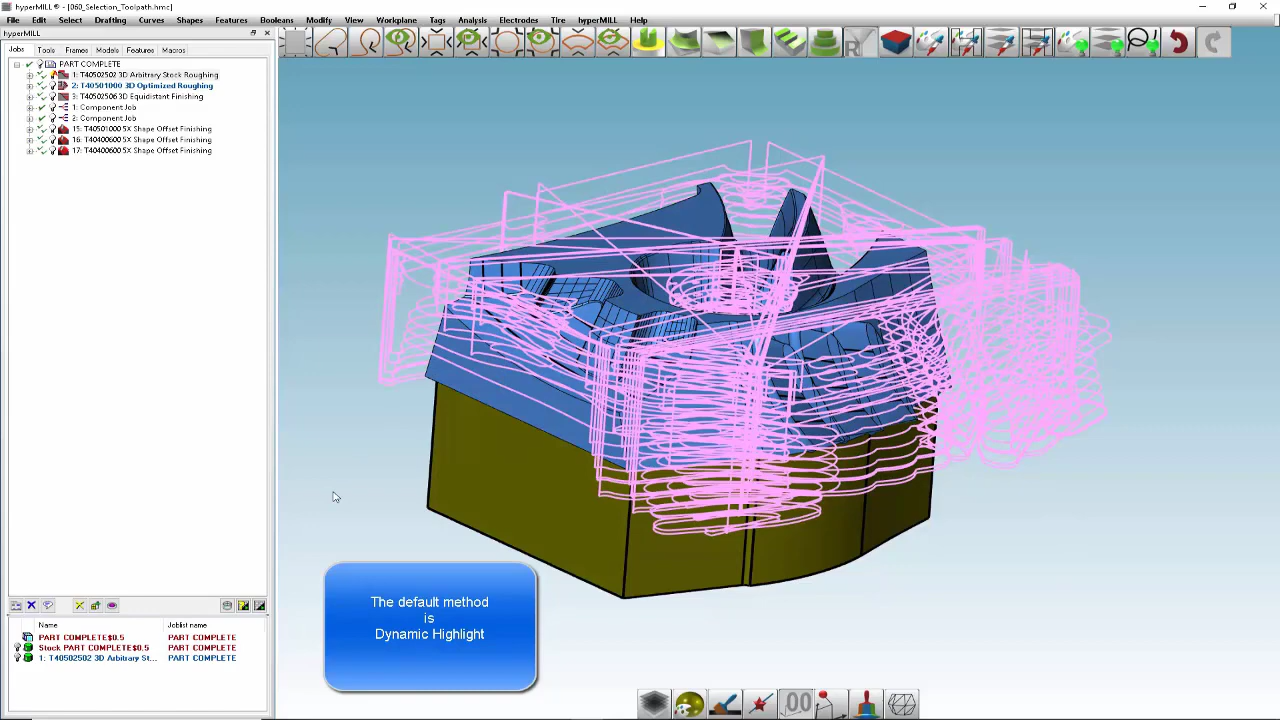 hyperMILL® - [060_Selection_Toolpath.hmc]
File Edit Select Drafting Curves Shapes Features Booleans Modify View Workplane Tags Analysis Electrodes Tire hyperMILL Help
hyperMILL
Jobs Tools Frames Models Features Macros
PART COMPLETE
1: T40502502 3D Arbitrary Stock Roughing
2: T40501000 3D Optimized Roughing
3: T40502506 3D Equidistant Finishing
1: Component Job
2: Component Job
15: T40501000 5X Shape Offset Finishing
16: T40400600 5X Shape Offset Finishing
17: T40400600 5X Shape Offset Finishing
The default method
is
Dynamic Highlight
Name Joblist name
PART COMPLETE$0.5 PART COMPLETE
Stock PART COMPLETE$0.5 PART COMPLETE
1: T40502502 3D Arbitrary St... PART COMPLETE